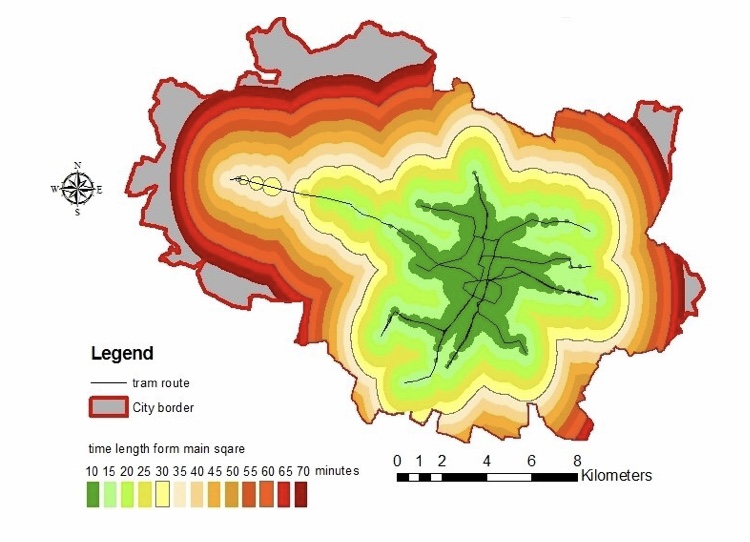 N
W E
S
Legend
tram route
City border
time length form main sqare
10 15 20 25 30 35 40 45 50 55 60 65 70 minutes
0 1 2 4 6 8
Kilometers